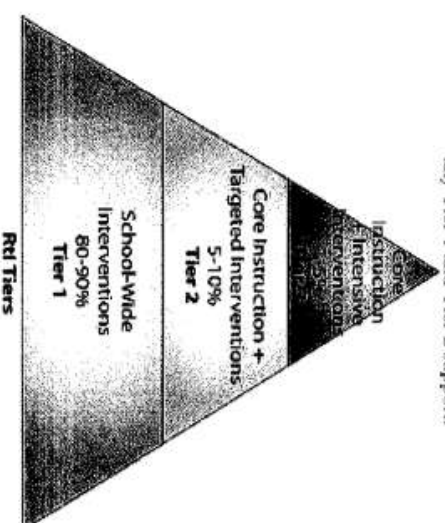 Core
Instruction
Intensive
Interventions
Core Instruction +
Targeted Interventions
5-10%
Tier 2
School-Wide
Interventions
80-90%
Tier 1
RtI Tiers